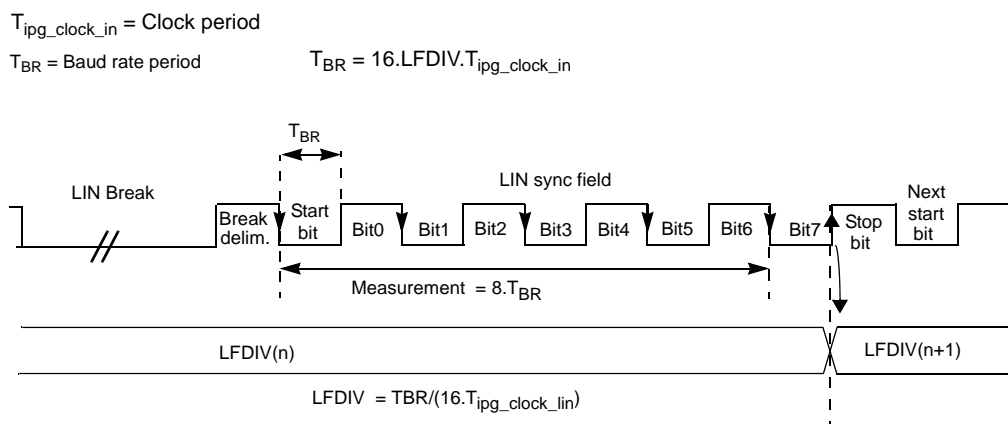 T_ipg_clock_in = Clock period
T_BR = Baud rate period
T_BR = 16.LFDIV.T_ipg_clock_in
T_BR
LIN Break
LIN sync field
Break delim.
Start bit
Bit0
Bit1
Bit2
Bit3
Bit4
Bit5
Bit6
Bit7
Stop bit
Next start bit
Measurement = 8.T_BR
LFDIV(n)
LFDIV(n+1)
LFDIV = TBR/(16.T_ipg_clock_lin)